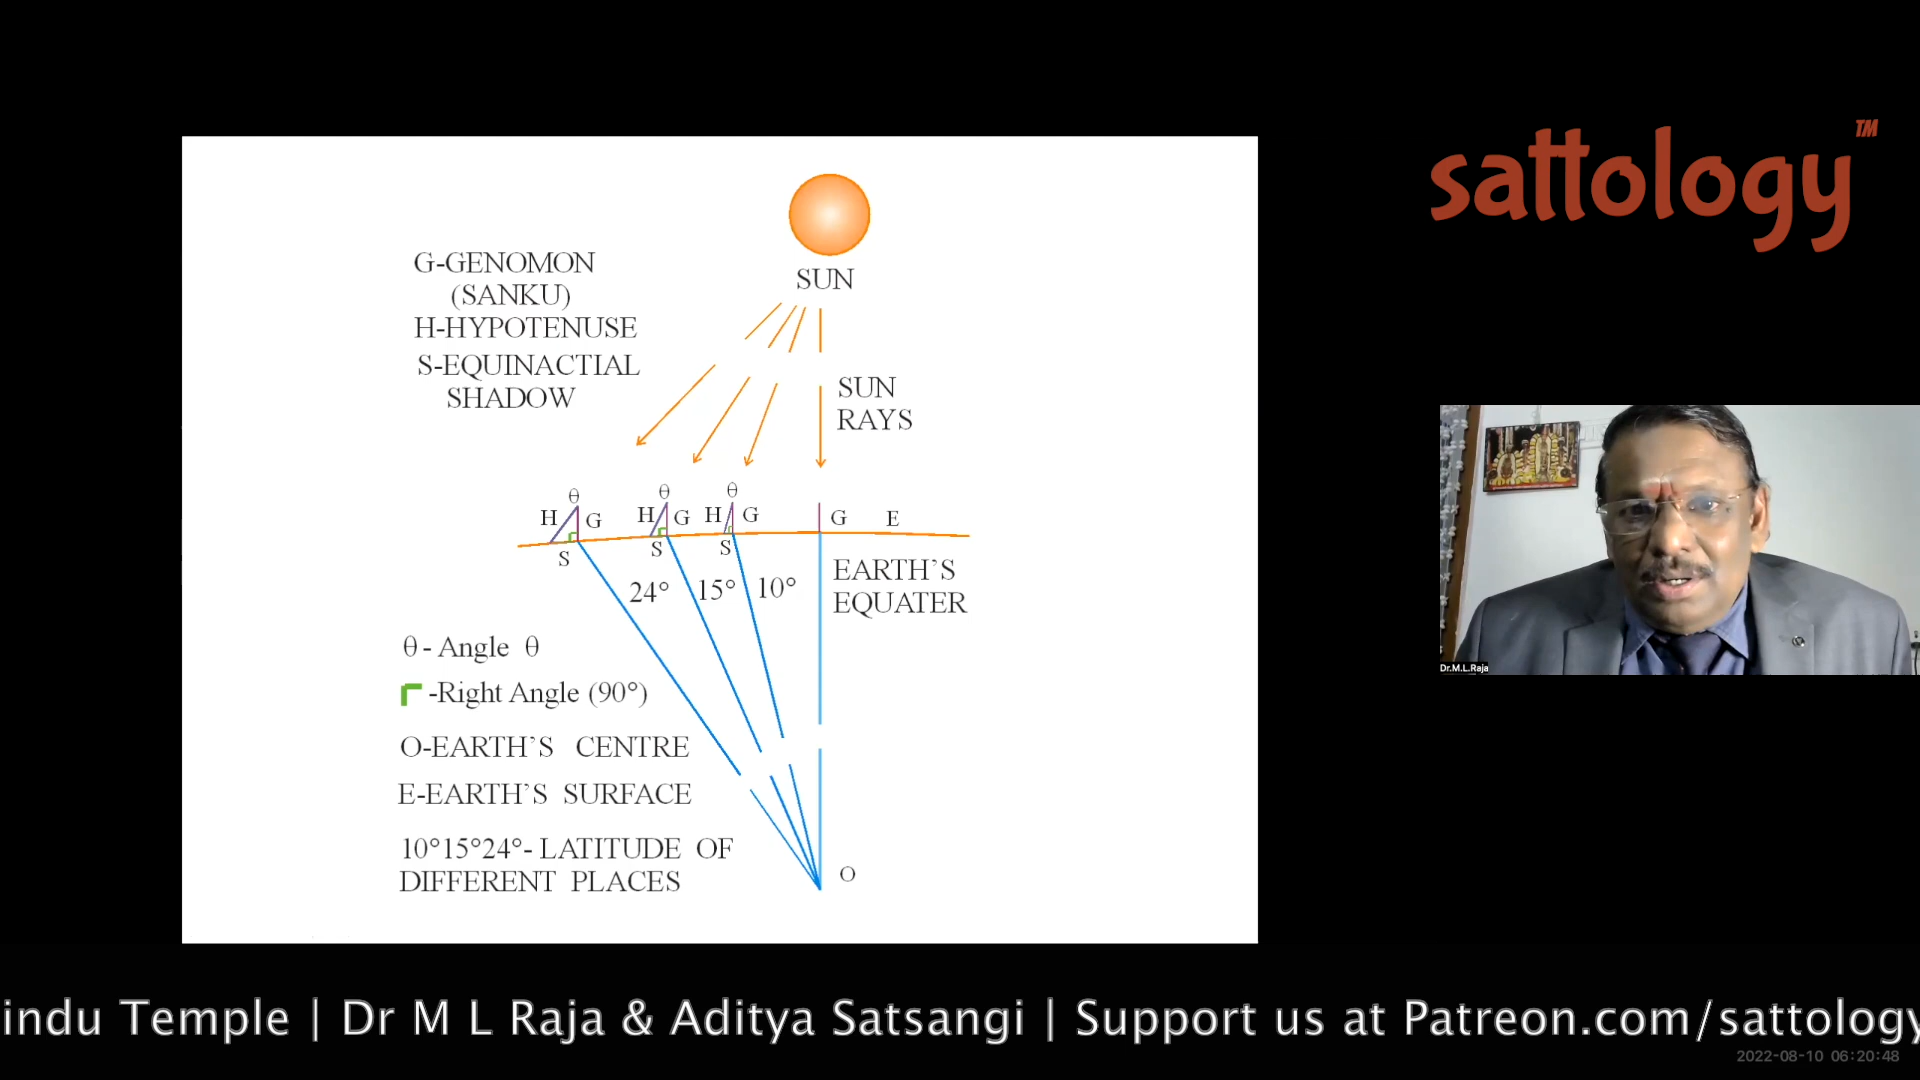 sattology™
SUN
G-GENOMON
(SANKU)
H-HYPOTENUSE
S-EQUINACTIAL
SHADOW
SUN
RAYS
θ θ θ
H G H G H G G E
S S S
24° 15° 10°
EARTH'S
EQUATER
θ- Angle θ
-Right Angle (90°)
O-EARTH'S CENTRE
E-EARTH'S SURFACE
10°15°24°- LATITUDE OF
DIFFERENT PLACES
O
Dr.M.L.Raja
indu Temple | Dr M L Raja & Aditya Satsangi | Support us at Patreon.com/sattology
2022-08-10 06:20:48